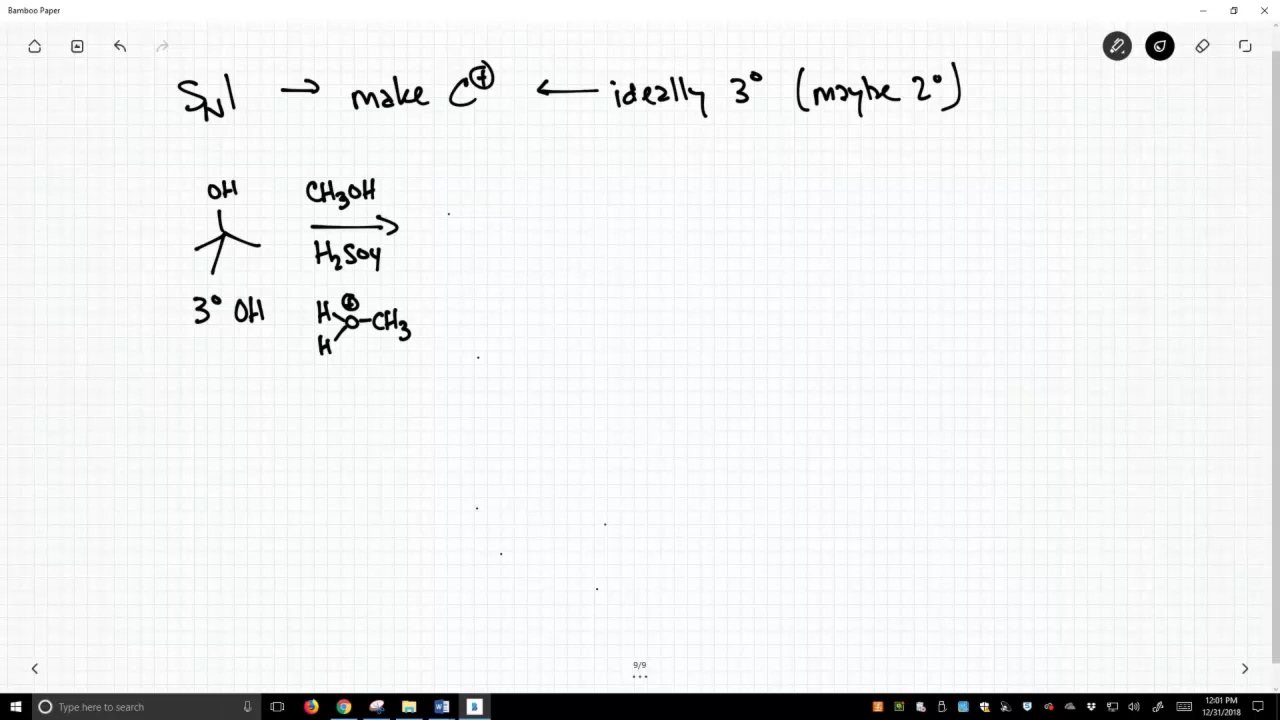 Bamboo Paper
SN1 → make C⊕ ← ideally 3° (maybe 2°)
OH
CH3OH
H2SO4
3° OH
H ⊕
O-CH3
H
9/9
Type here to search
12:01 PM
12/31/2018